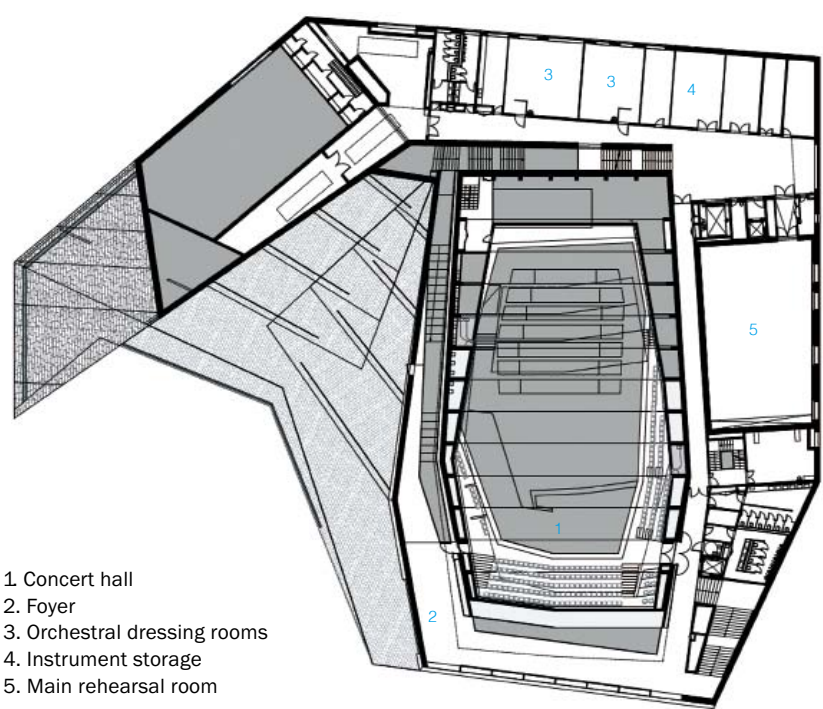 3
3
4
5
1
2
1 Concert hall
2. Foyer
3. Orchestral dressing rooms
4. Instrument storage
5. Main rehearsal room